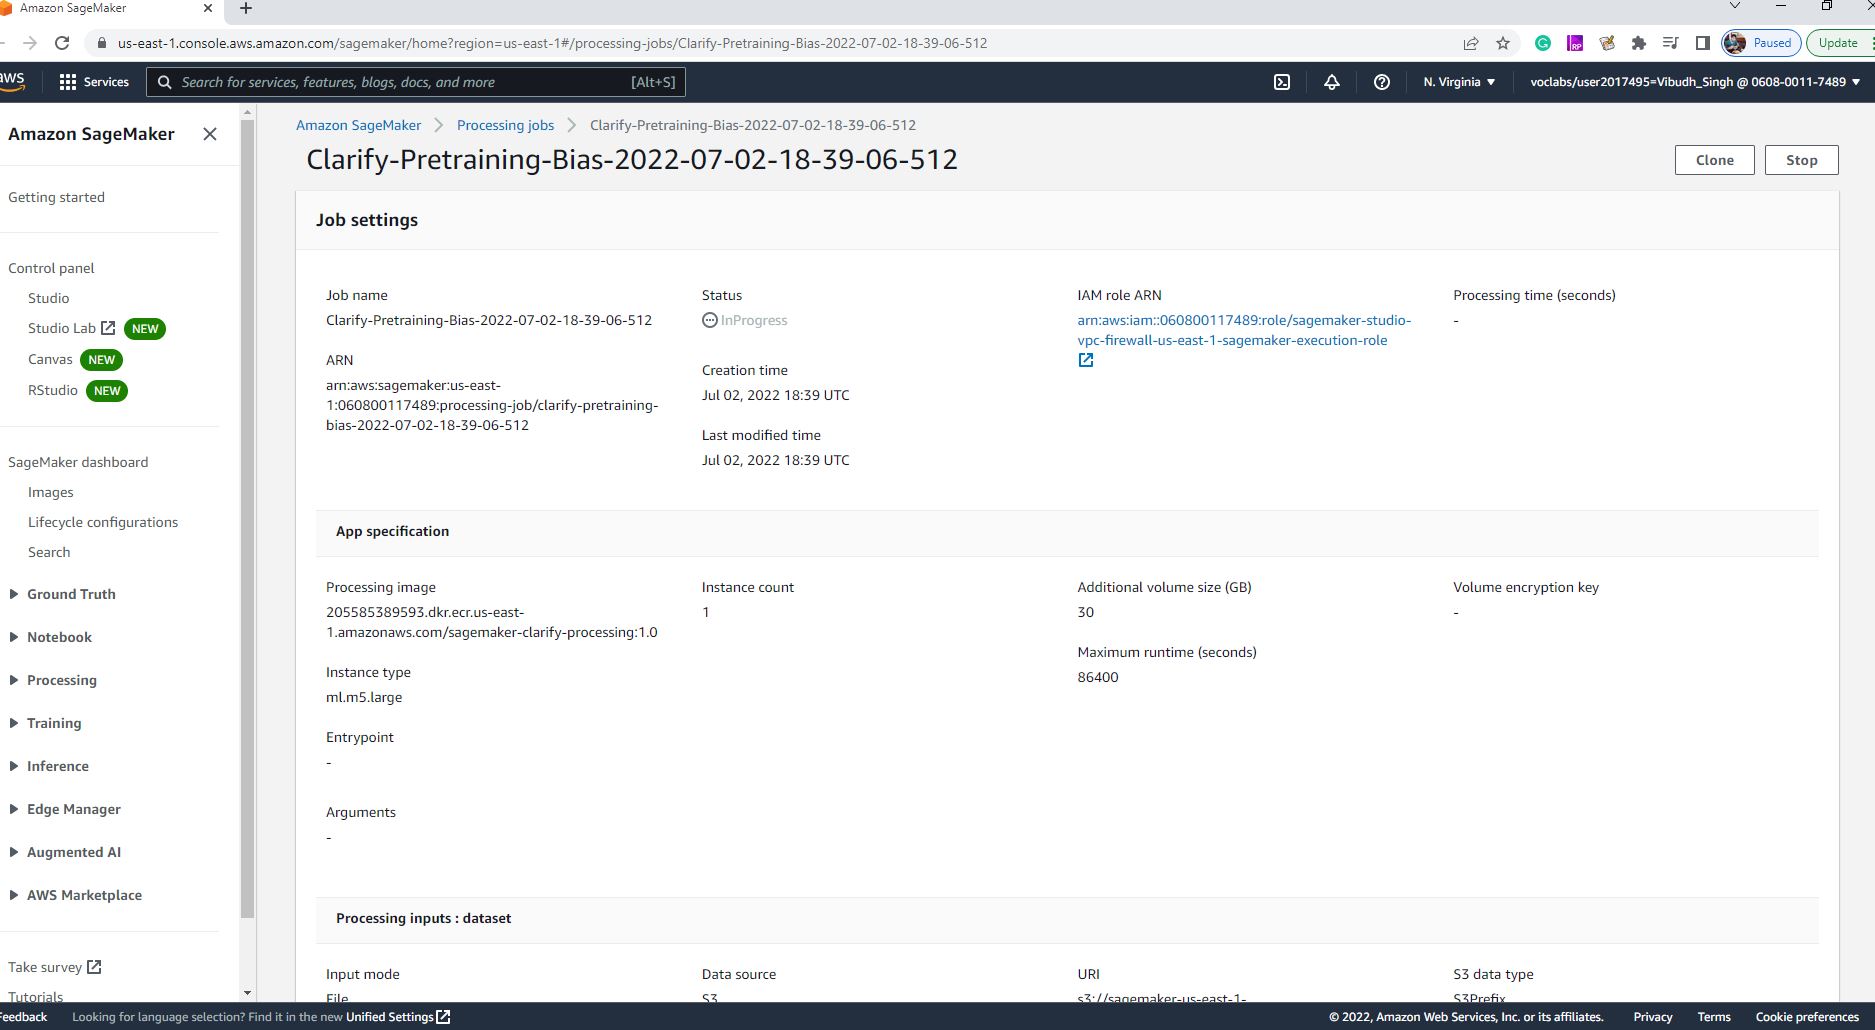 Amazon SageMaker
us-east-1.console.aws.amazon.com/sagemaker/home?region=us-east-1#/processing-jobs/Clarify-Pretraining-Bias-2022-07-02-18-39-06-512
RP
Paused
Update
aws
Services
Search for services, features, blogs, docs, and more
[Alt+S]
N. Virginia
voclabs/user2017495=Vibudh_Singh @ 0608-0011-7489
Amazon SageMaker
Getting started
Control panel
Studio
Studio Lab NEW
Canvas NEW
RStudio NEW
SageMaker dashboard
Images
Lifecycle configurations
Search
Ground Truth
Notebook
Processing
Training
Inference
Edge Manager
Augmented AI
AWS Marketplace
Take survey
Tutorials
Amazon SageMaker
Processing jobs
Clarify-Pretraining-Bias-2022-07-02-18-39-06-512
Clarify-Pretraining-Bias-2022-07-02-18-39-06-512
Clone
Stop
Job settings
Job name
Clarify-Pretraining-Bias-2022-07-02-18-39-06-512
ARN
arn:aws:sagemaker:us-east-
1:060800117489:processing-job/clarify-pretraining-
bias-2022-07-02-18-39-06-512
Status
InProgress
Creation time
Jul 02, 2022 18:39 UTC
Last modified time
Jul 02, 2022 18:39 UTC
IAM role ARN
arn:aws:iam::060800117489:role/sagemaker-studio-
vpc-firewall-us-east-1-sagemaker-execution-role
Processing time (seconds)
-
App specification
Processing image
205585389593.dkr.ecr.us-east-
1.amazonaws.com/sagemaker-clarify-processing:1.0
Instance type
ml.m5.large
Entrypoint
-
Arguments
-
Instance count
1
Additional volume size (GB)
30
Maximum runtime (seconds)
86400
Volume encryption key
-
Processing inputs : dataset
Input mode
File
Data source
S3
URI
s3://sagemaker-us-east-1-
S3 data type
S3Prefix
Feedback
Looking for language selection? Find it in the new Unified Settings
© 2022, Amazon Web Services, Inc. or its affiliates.
Privacy
Terms
Cookie preferences